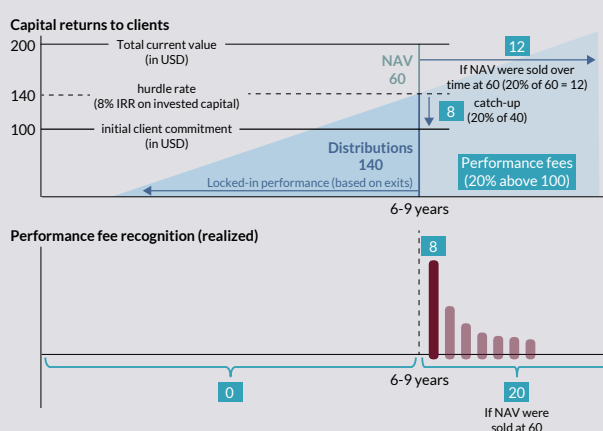 Capital returns to clients
200
Total current value
(in USD)
NAV
60
12
If NAV were sold over
time at 60 (20% of 60 = 12)
140
hurdle rate
(8% IRR on invested capital)
8
catch-up
(20% of 40)
100
initial client commitment
(in USD)
Distributions
140
Locked-in performance (based on exits)
Performance fees
(20% above 100)
6-9 years
Performance fee recognition (realized)
8
6-9 years
0
20
If NAV were
sold at 60